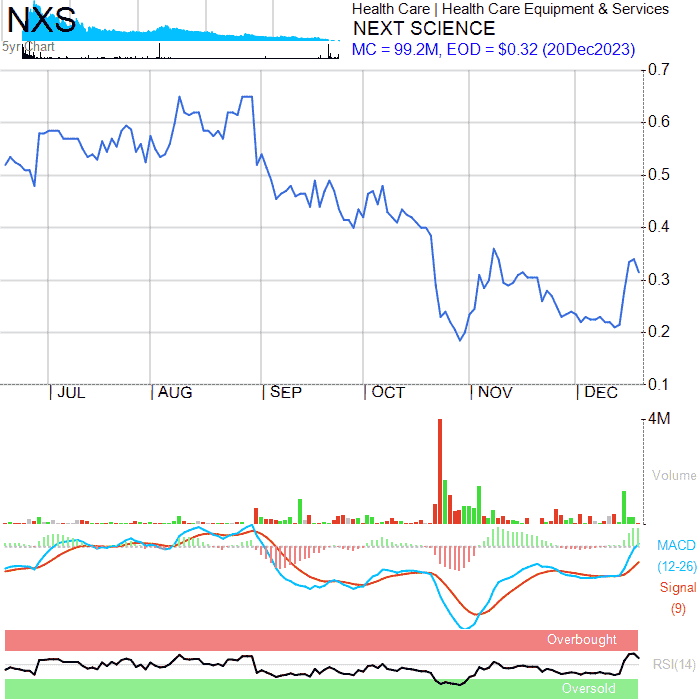 NXS
5yr Chart
Health Care | Health Care Equipment & Services
NEXT SCIENCE
MC = 99.2M, EOD = $0.32 (20Dec2023)
0.7
0.6
0.5
0.4
0.3
0.2
0.1
| JUL | AUG | SEP | OCT | NOV | DEC
4M
Volume
MACD
(12-26)
Signal
(9)
Overbought
RSI(14)
Oversold